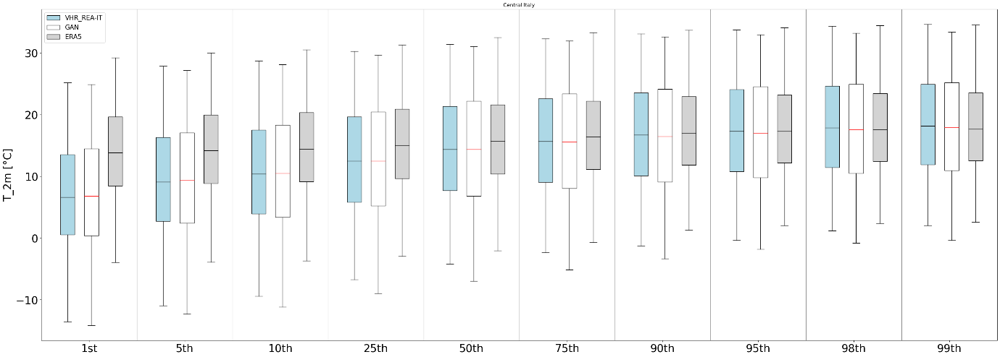 Central Italy
VHR_REA-IT
GAN
ERA5
T_2m [°C]
30
20
10
0
−10
1st
5th
10th
25th
50th
75th
90th
95th
98th
99th